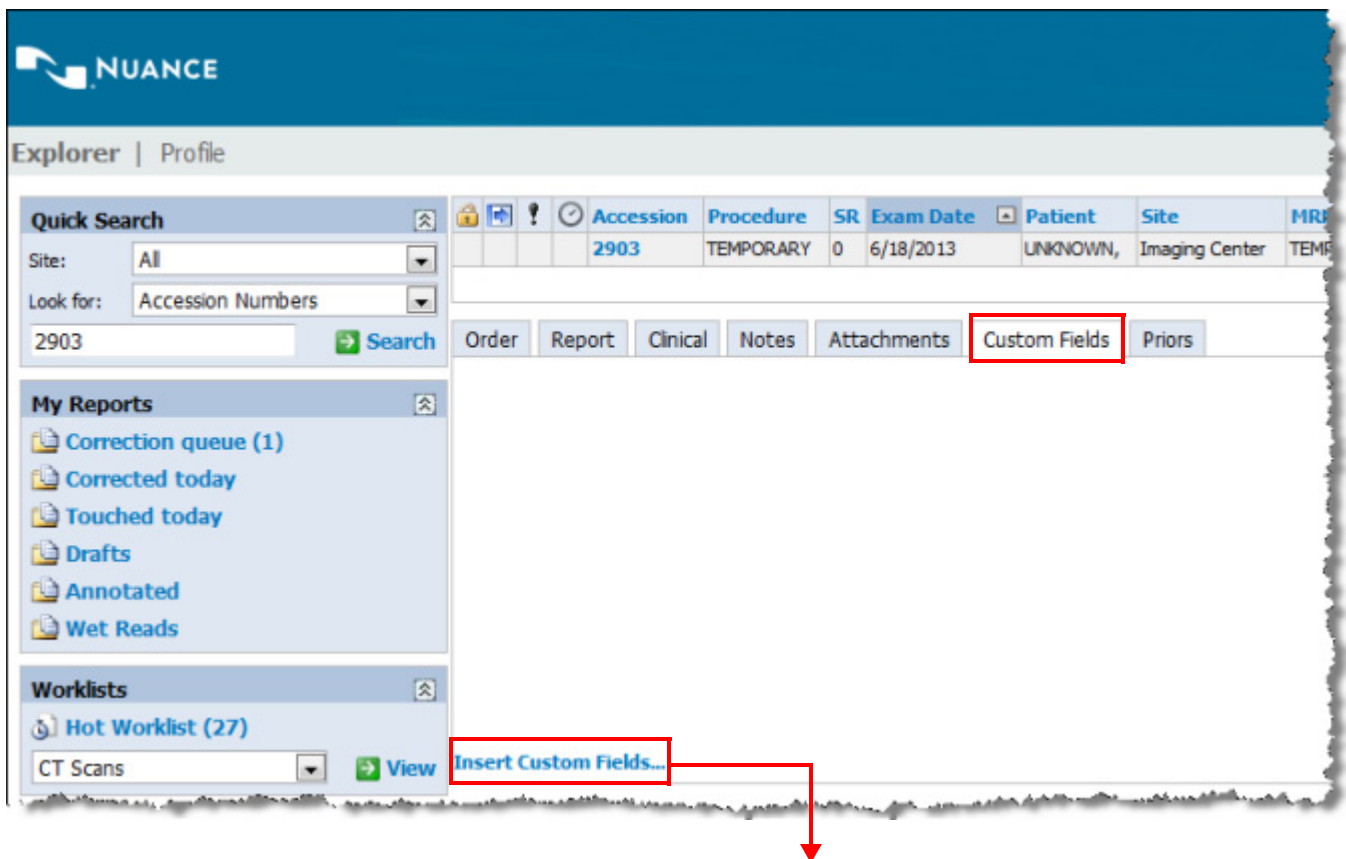 NUANCE
Explorer | Profile
Quick Search
Site: All
Look for: Accession Numbers
2903 Search
My Reports
Correction queue (1)
Corrected today
Touched today
Drafts
Annotated
Wet Reads
Worklists
Hot Worklist (27)
CT Scans View
Accession Procedure SR Exam Date Patient Site
2903 TEMPORARY 0 6/18/2013 UNKNOWN, Imaging Center
Order Report Clinical Notes Attachments Custom Fields Priors
Insert Custom Fields...